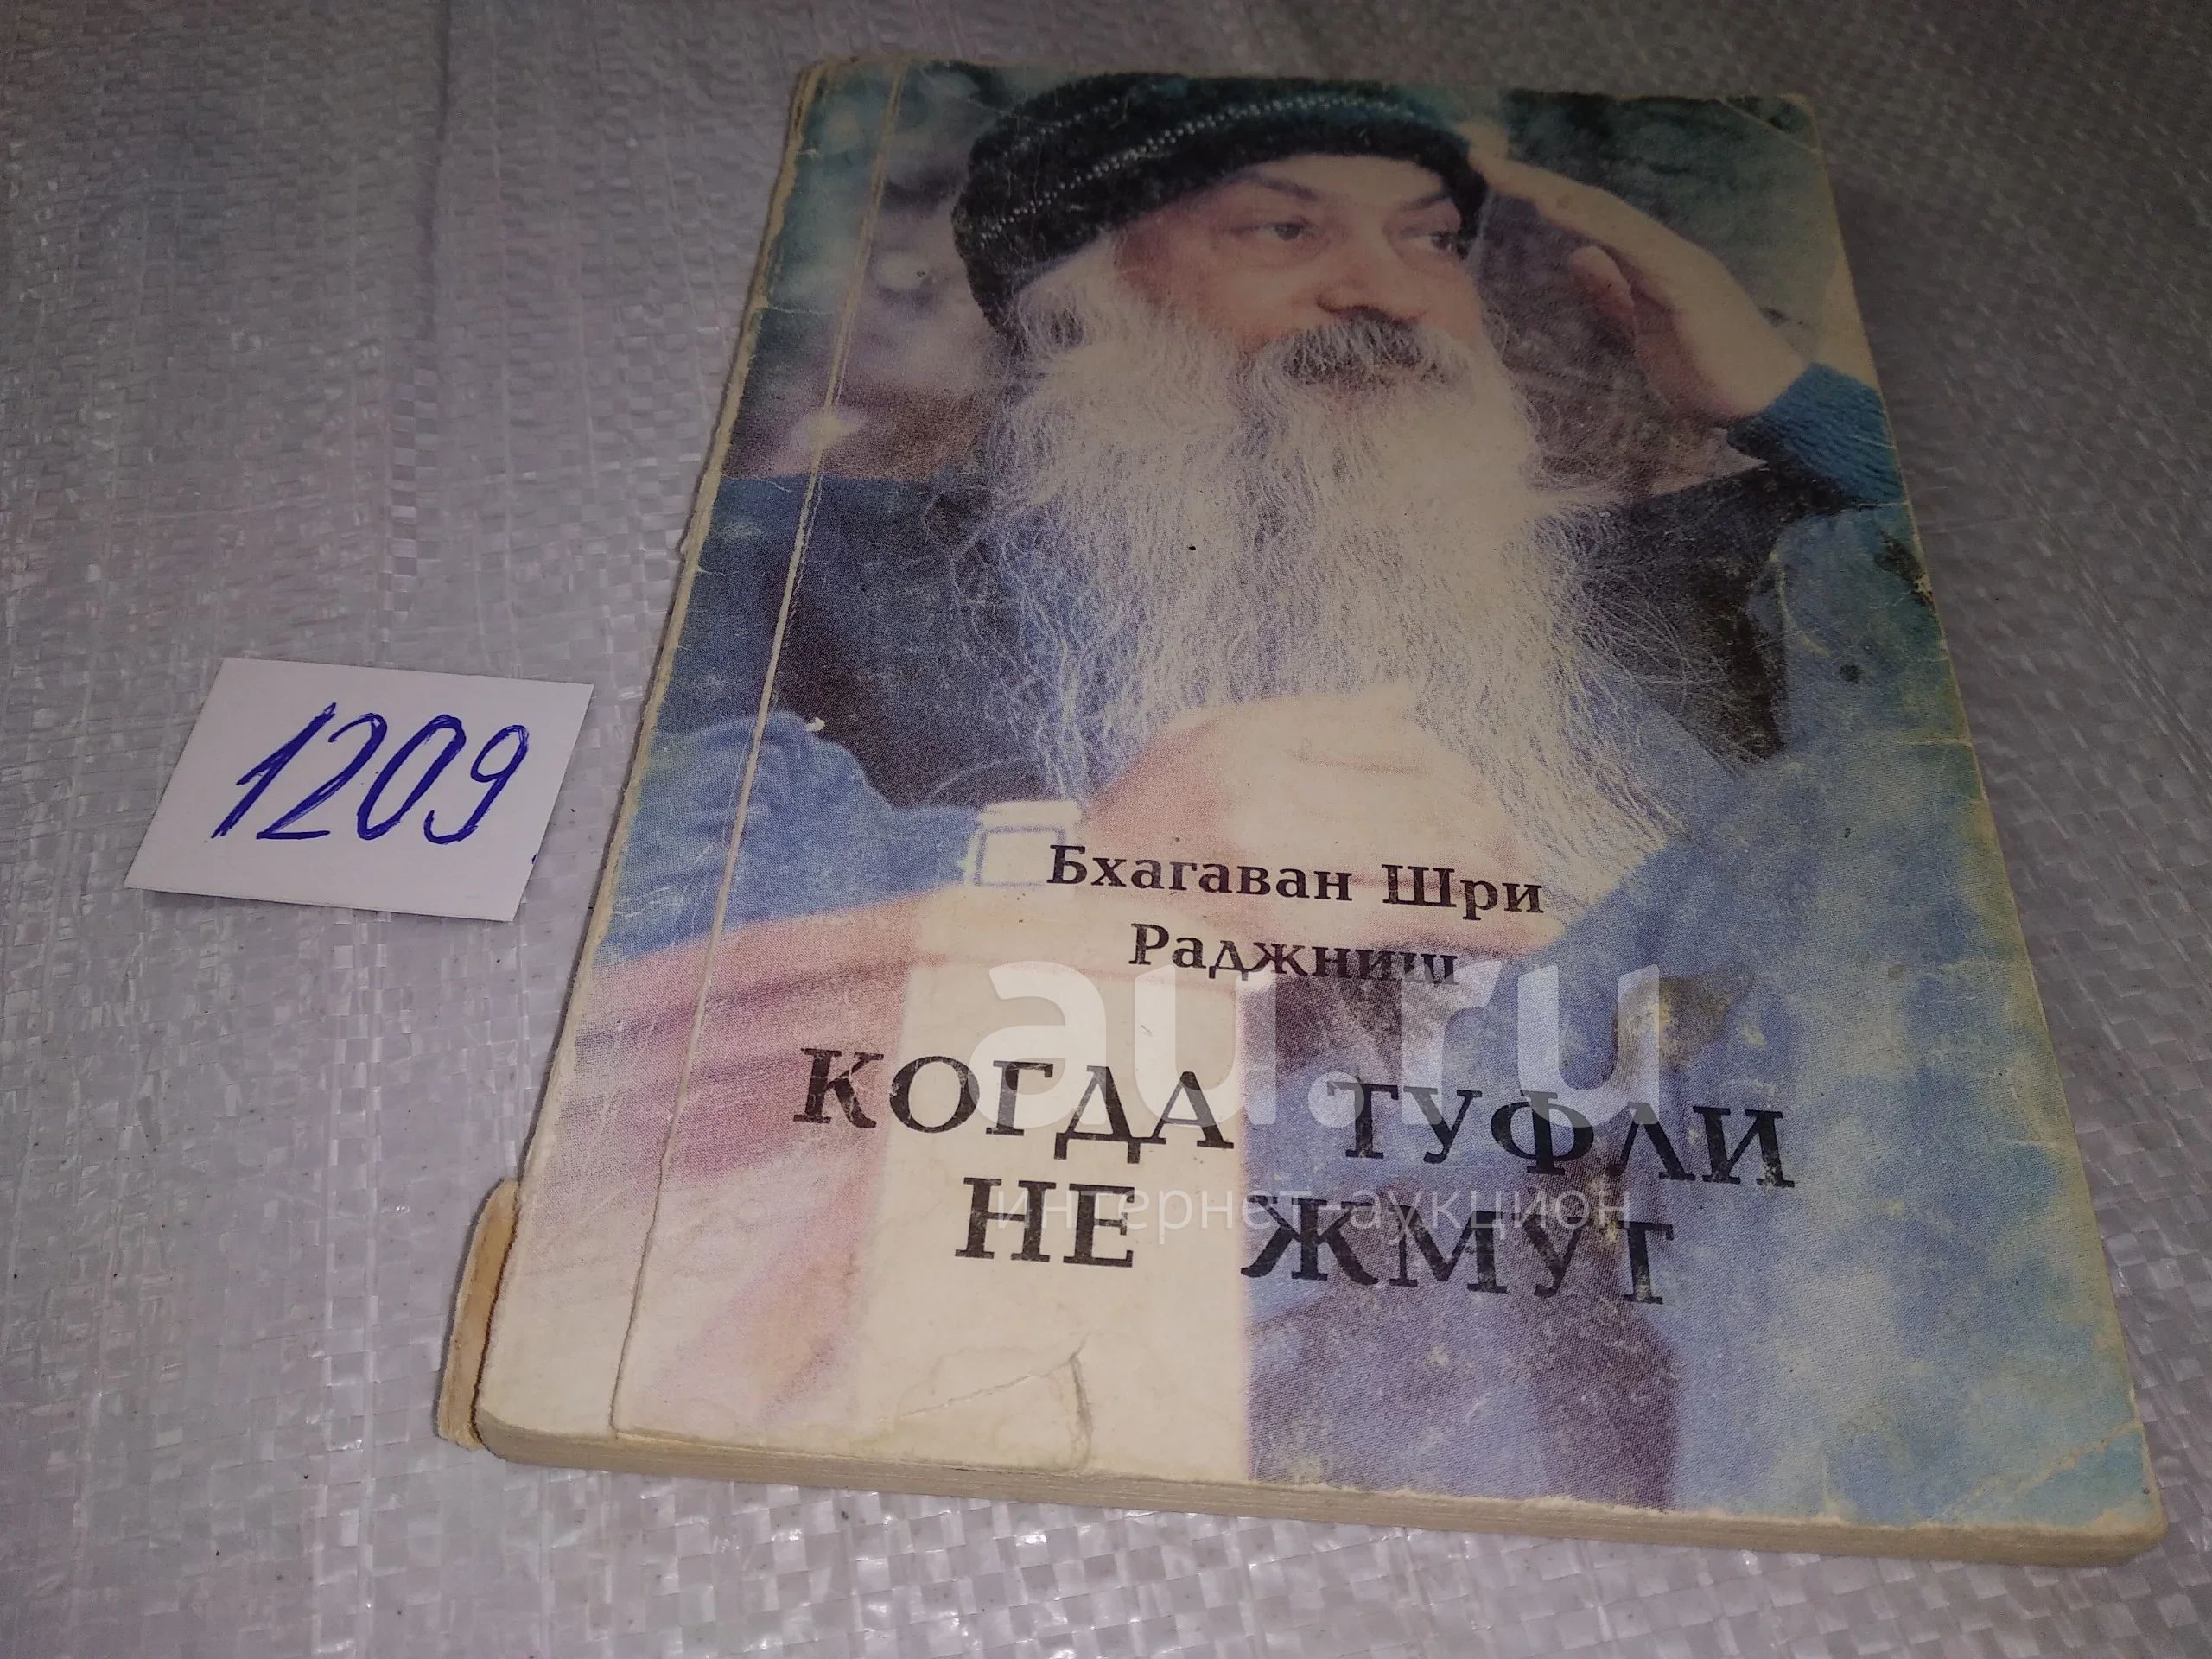 1209
Бхагаван Шри
Раджниш
КОГДА ТУФЛИ
НЕ ЖМУТ
au.ru
интернет-аукцион